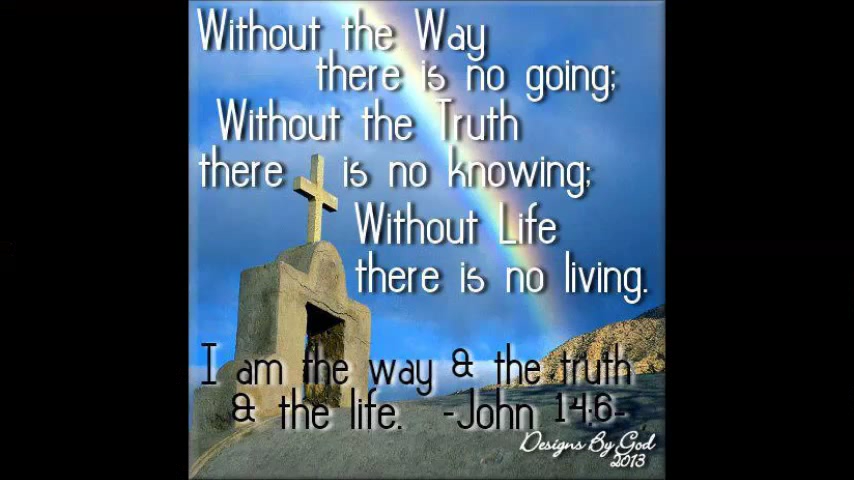 Without the Way
there is no going;
Without the Truth
there is no knowing;
Without Life
there is no living.
I am the way & the truth
& the life. -John 14:6-
Designs By God
2013